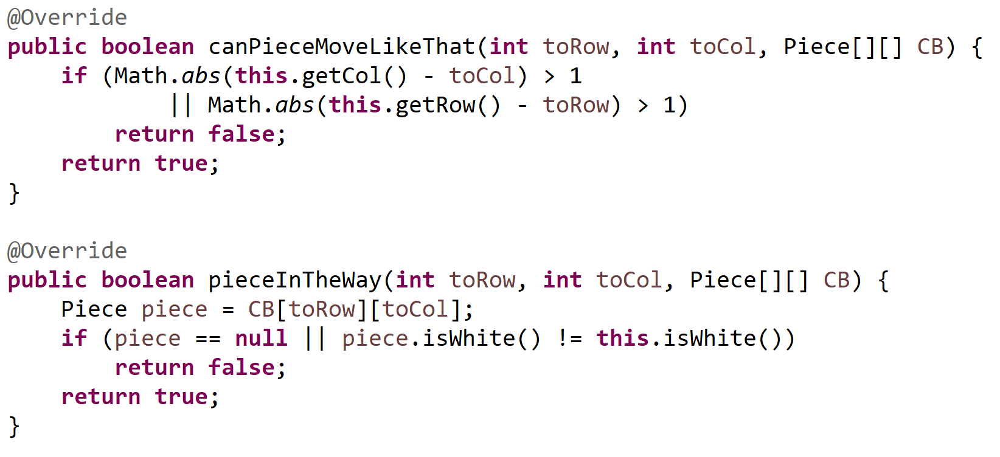 @Override
public boolean canPieceMoveLikeThat(int toRow, int toCol, Piece[][] CB) {
    if (Math.abs(this.getCol() - toCol) > 1
            || Math.abs(this.getRow() - toRow) > 1)
        return false;
    return true;
}

@Override
public boolean pieceInTheWay(int toRow, int toCol, Piece[][] CB) {
    Piece piece = CB[toRow][toCol];
    if (piece == null || piece.isWhite() != this.isWhite())
        return false;
    return true;
}